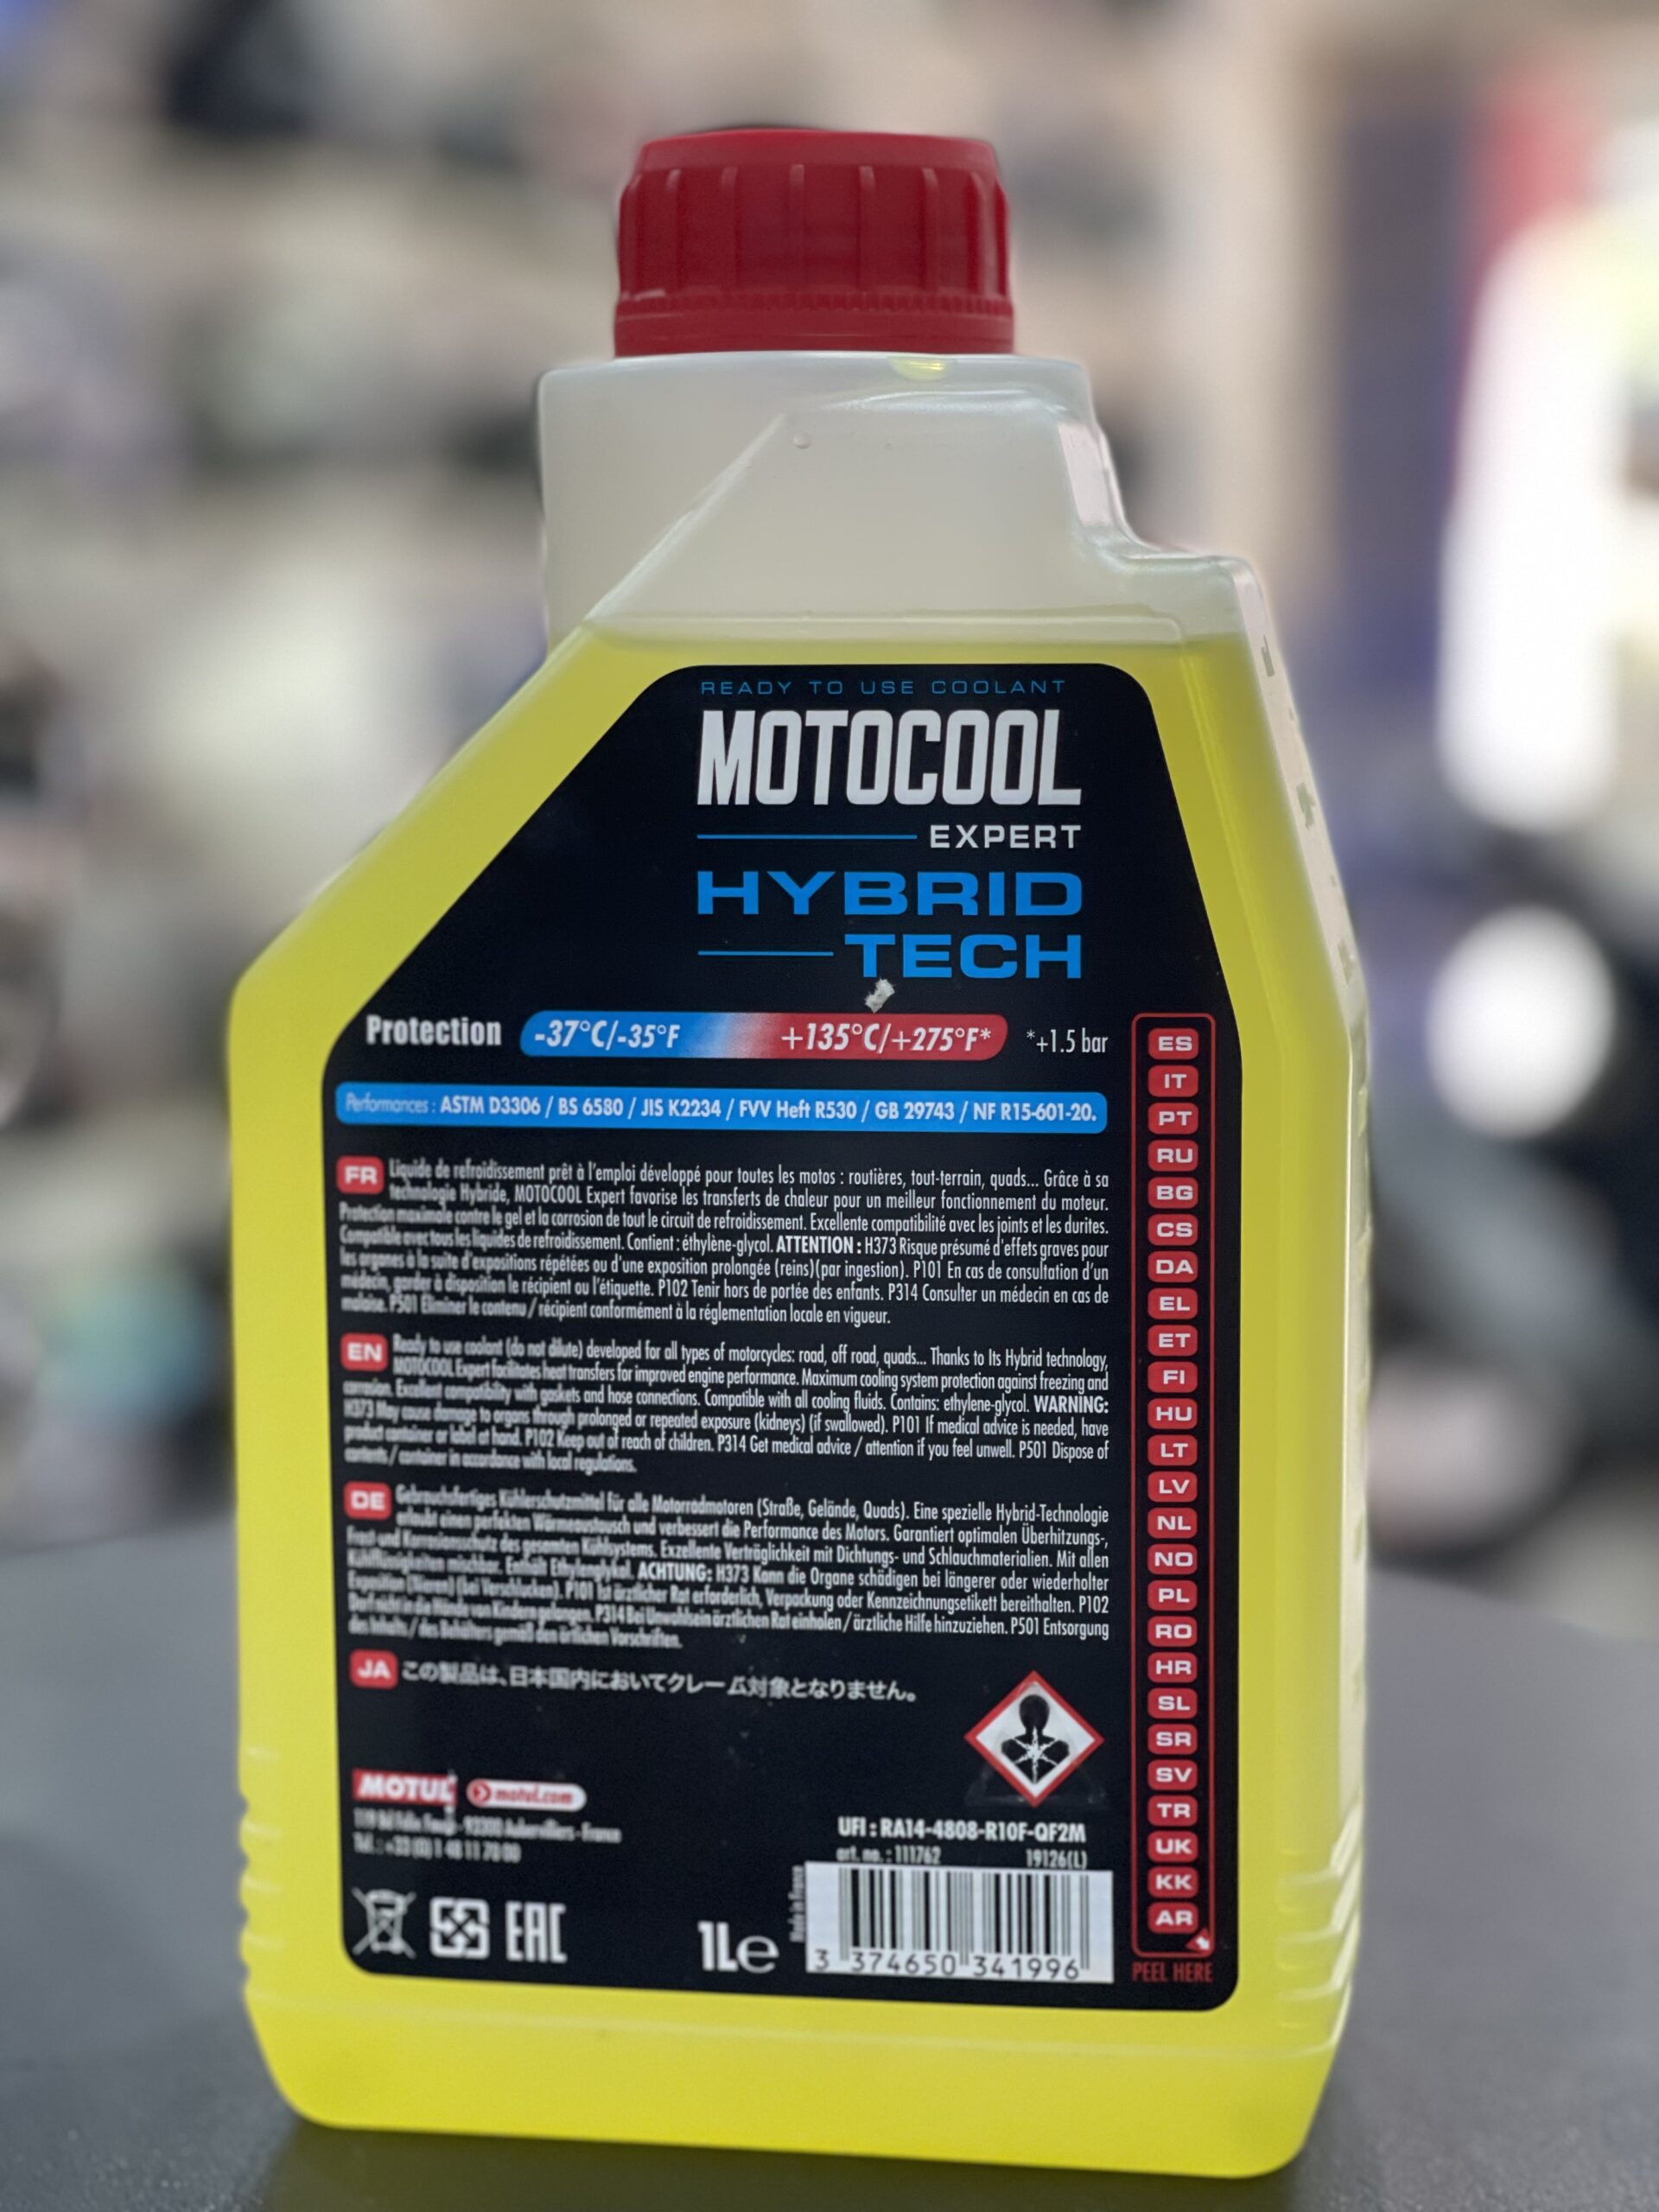 READY TO USE COOLANT
MOTOCOOL
EXPERT
HYBRID
TECH
Protection -37°C/-35°F +135°C/+275°F* *+1.5 bar
Performances : ASTM D3306 / BS 6580 / JIS K2234 / FVV Heft R530 / GB 29743 / NF R15-601-20.
FR Liquide de refroidissement prêt à l'emploi développé pour toutes les motos : routières, tout-terrain, quads... Grâce à sa
technologie Hybride, MOTOCOOL Expert favorise les transferts de chaleur pour un meilleur fonctionnement du moteur.
Protection maximale contre le gel et la corrosion de tout le circuit de refroidissement. Excellente compatibilité avec les joints et les durites.
Compatible avec tous les liquides de refroidissement. Contient : éthylène-glycol. ATTENTION : H373 Risque présumé d'effets graves pour
les organes à la suite d'expositions répétées ou d'une exposition prolongée (reins)(par ingestion). P101 En cas de consultation d'un
médecin, garder à disposition le récipient ou l'étiquette. P102 Tenir hors de portée des enfants. P314 Consulter un médecin en cas de
malaise. P501 Eliminer le contenu / récipient conformément à la réglementation locale en vigueur.
EN Ready to use coolant (do not dilute) developed for all types of motorcycles: road, off road, quads... Thanks to Its Hybrid technology,
MOTOCOOL Expert facilitates heat transfers for improved engine performance. Maximum cooling system protection against freezing and
corrosion. Excellent compatibility with gaskets and hose connections. Compatible with all cooling fluids. Contains: ethylene-glycol. WARNING:
H373 May cause damage to organs through prolonged or repeated exposure (kidneys) (if swallowed). P101 If medical advice is needed, have
product container or label at hand. P102 Keep out of reach of children. P314 Get medical advice / attention if you feel unwell. P501 Dispose of
contents / container in accordance with local regulations.
DE Gebrauchsfertiges Kühlerschutzmittel für alle Motorradmotoren (Straße, Gelände, Quads). Eine spezielle Hybrid-Technologie
erlaubt einen perfekten Wärmeaustausch und verbessert die Performance des Motors. Garantiert optimalen Überhitzungs-,
Frost-und Korrosionsschutz des gesamten Kühlsystems. Exzellente Verträglichkeit mit Dichtungs- und Schlauchmaterialien. Mit allen
Kühlflüssigkeiten mischbar. Enthält Ethylenglykol. ACHTUNG: H373 Kann die Organe schädigen bei längerer oder wiederholter
Exposition (Nieren) (bei Verschlucken). P101 Ist ärztlicher Rat erforderlich, Verpackung oder Kennzeichnungsetikett bereithalten. P102
Darf nicht in die Hände von Kindern gelangen. P314 Bei Unwohlsein ärztlichen Rat einholen / ärztliche Hilfe hinzuziehen. P501 Entsorgung
des Inhalts / des Behälters gemäß den örtlichen Vorschriften.
JA この製品は、日本国内においてクレーム対象となりません。
MOTUL motul.com
119 Bd Félix Faure - 93300 Aubervilliers - France
Tél. : +33 (0) 1 48 11 70 00
UFI : RA14-4808-R10F-QF2M
art. no. : 111762 19126(L)
Made in France
EAC
1Le
3 374650 341996
ES
IT
PT
RU
BG
CS
DA
EL
ET
FI
HU
LT
LV
NL
NO
PL
RO
HR
SL
SR
SV
TR
UK
KK
AR
PEEL HERE